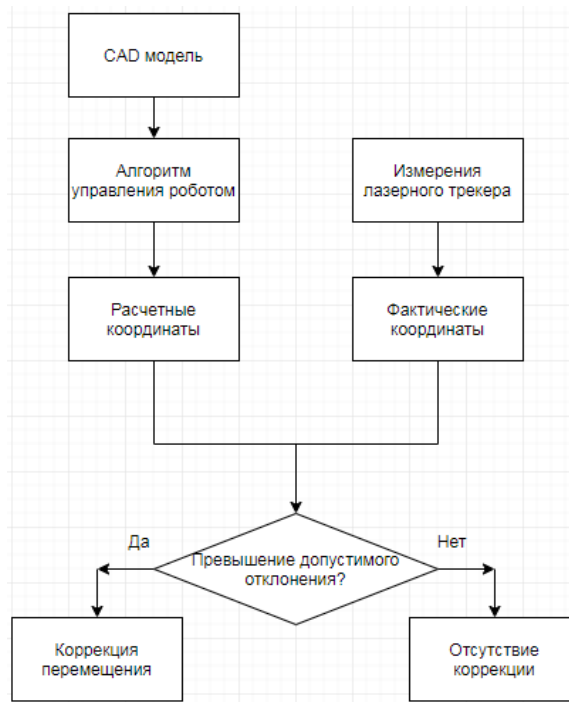 CAD модель
Алгоритм
управления роботом
Измерения
лазерного трекера
Расчетные
координаты
Фактические
координаты
Да
Превышение допустимого
отклонения?
Нет
Коррекция
перемещения
Отсутствие
коррекции